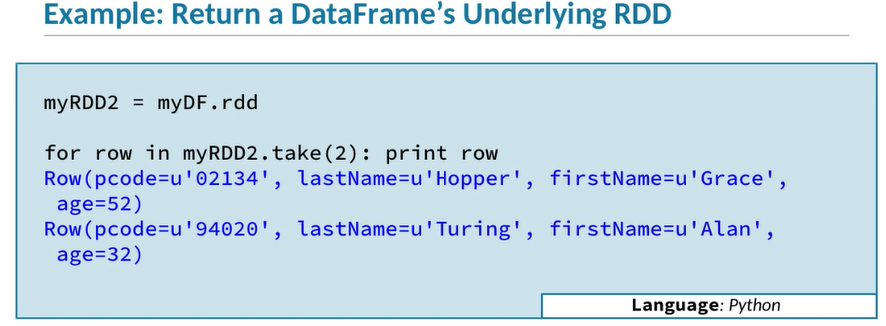 Example: Return a DataFrame’s Underlying RDD
myRDD2 = myDF.rdd
for row in myRDD2.take(2): print row
Row(pcode=u'02134', lastName=u'Hopper', firstName=u'Grace',
 age=52)
Row(pcode=u'94020', lastName=u'Turing', firstName=u'Alan',
 age=32)
Language: Python